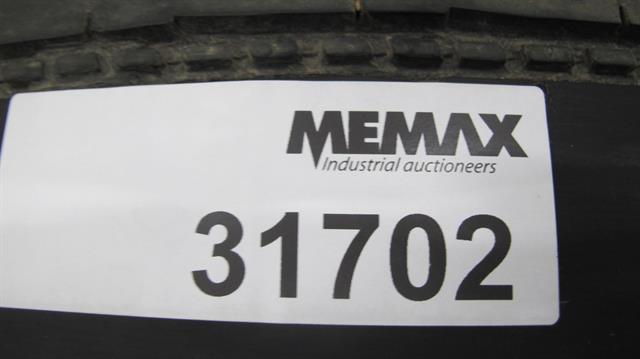 MEMAX
Industrial auctioneers
31702